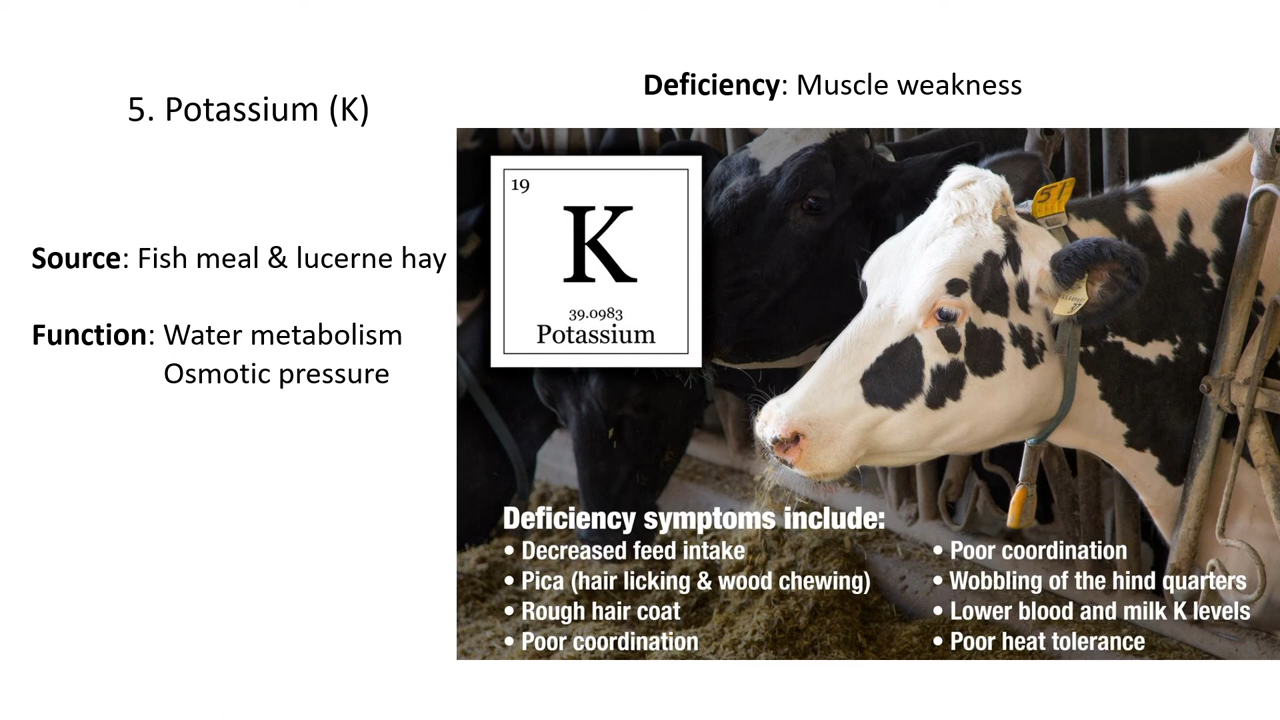 5. Potassium (K)
Source: Fish meal & lucerne hay
Function: Water metabolism
Osmotic pressure
Deficiency: Muscle weakness
19
K
39.0983
Potassium
51
Deficiency symptoms include:
• Decreased feed intake
• Pica (hair licking & wood chewing)
• Rough hair coat
• Poor coordination
• Poor coordination
• Wobbling of the hind quarters
• Lower blood and milk K levels
• Poor heat tolerance